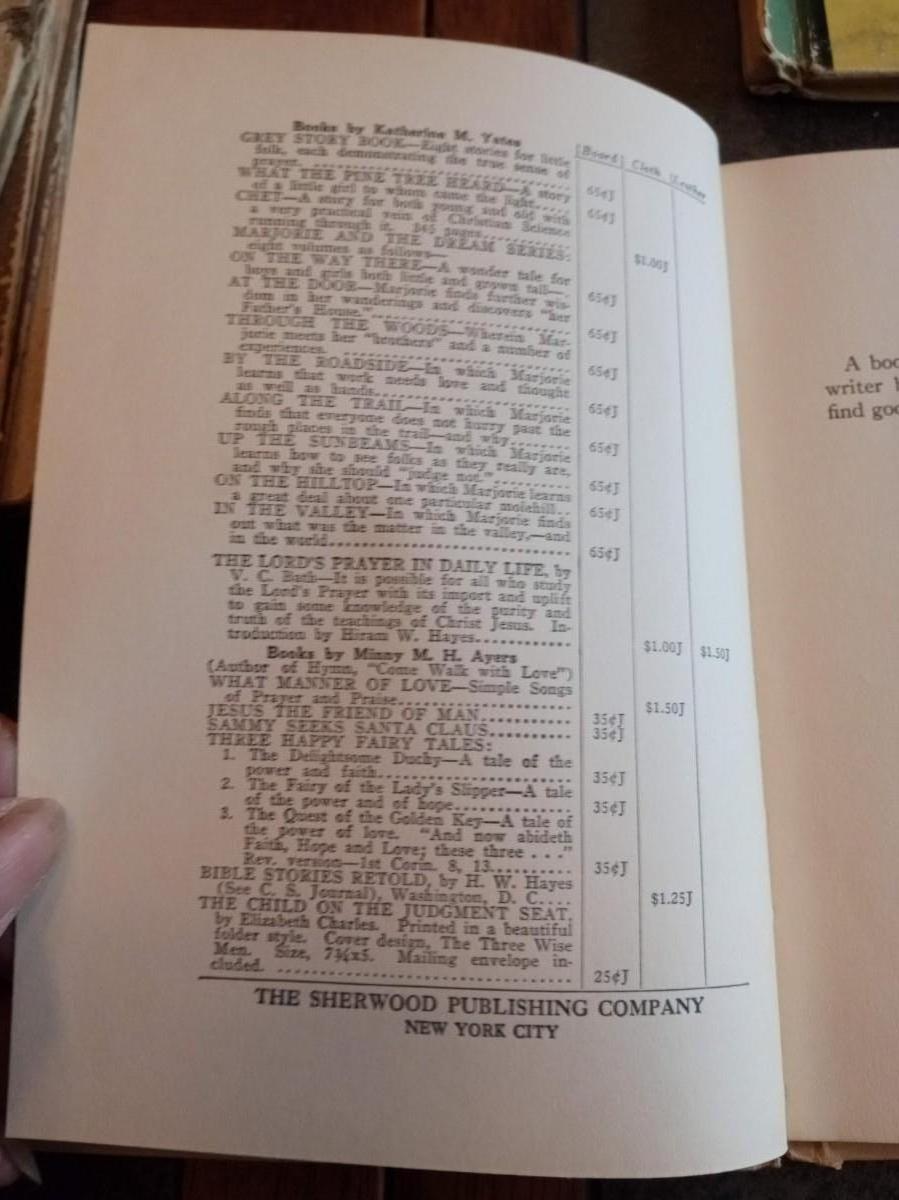 Books by Katherine M. Yates
[Board] Cloth Leather
GREY STORY BOOK—Eight stories for little
folk, each demonstrating the true sense of
prayer. .......... 65¢J
WHAT THE PINE TREE HEARD—A story
of a little girl to whom came the light..... 65¢J
CHET—A story for both young and old with
a very practical vein of Christian Science
running through it. 345 pages.......... $1.00J
MARJORIE AND THE DREAM SERIES:
eight volumes as follows—
ON THE WAY THERE—A wonder tale for
boys and girls both little and grown tall—. 65¢J
AT THE DOOR—Marjorie finds further wis-
dom in her wanderings and discovers "her
Father's House.".......... 65¢J
THROUGH THE WOODS—Wherein Mar-
jorie meets her "brothers" and a number of
experiences. .......... 65¢J
BY THE ROADSIDE—In which Marjorie
learns that work needs love and thought
as well as hands.......... 65¢J
ALONG THE TRAIL—In which Marjorie
finds that everyone does not hurry past the
rough places in the trail—and why........ 65¢J
UP THE SUNBEAMS—In which Marjorie
learns how to see folks as they really are,
and why she should "judge not.".......... 65¢J
ON THE HILLTOP—In which Marjorie learns
a great deal about one particular molehill.. 65¢J
IN THE VALLEY—In which Marjorie finds
out what was the matter in the valley,—and
in the world.......... 65¢J
THE LORD'S PRAYER IN DAILY LIFE, by
V. C. Bath—It is possible for all who study
the Lord's Prayer with its import and uplift
to gain some knowledge of the purity and
truth of the teachings of Christ Jesus. In-
troduction by Hiram W. Hayes........... $1.00J $1.50J
Books by Minny M. H. Ayers
(Author of Hymn, "Come Walk with Love")
WHAT MANNER OF LOVE—Simple Songs
of Prayer and Praise.......... $1.50J
JESUS THE FRIEND OF MAN.......... 35¢J
SAMMY SEEKS SANTA CLAUS.......... 35¢J
THREE HAPPY FAIRY TALES:
1. The Delightsome Duchy—A tale of the
power and faith.......... 35¢J
2. The Fairy of the Lady's Slipper—A tale
of the power and of hope.......... 35¢J
3. The Quest of the Golden Key—A tale of
the power of love. "And now abideth
Faith, Hope and Love; these three . . ."
Rev. version—1st Corin. 8, 13.......... 35¢J
BIBLE STORIES RETOLD, by H. W. Hayes
(See C. S. Journal), Washington, D. C.... $1.25J
THE CHILD ON THE JUDGMENT SEAT,
by Elizabeth Charles. Printed in a beautiful
folder style. Cover design, The Three Wise
Men. Size, 7¾x5. Mailing envelope in-
cluded. .......... 25¢J
THE SHERWOOD PUBLISHING COMPANY
NEW YORK CITY
A boo
writer
find goo